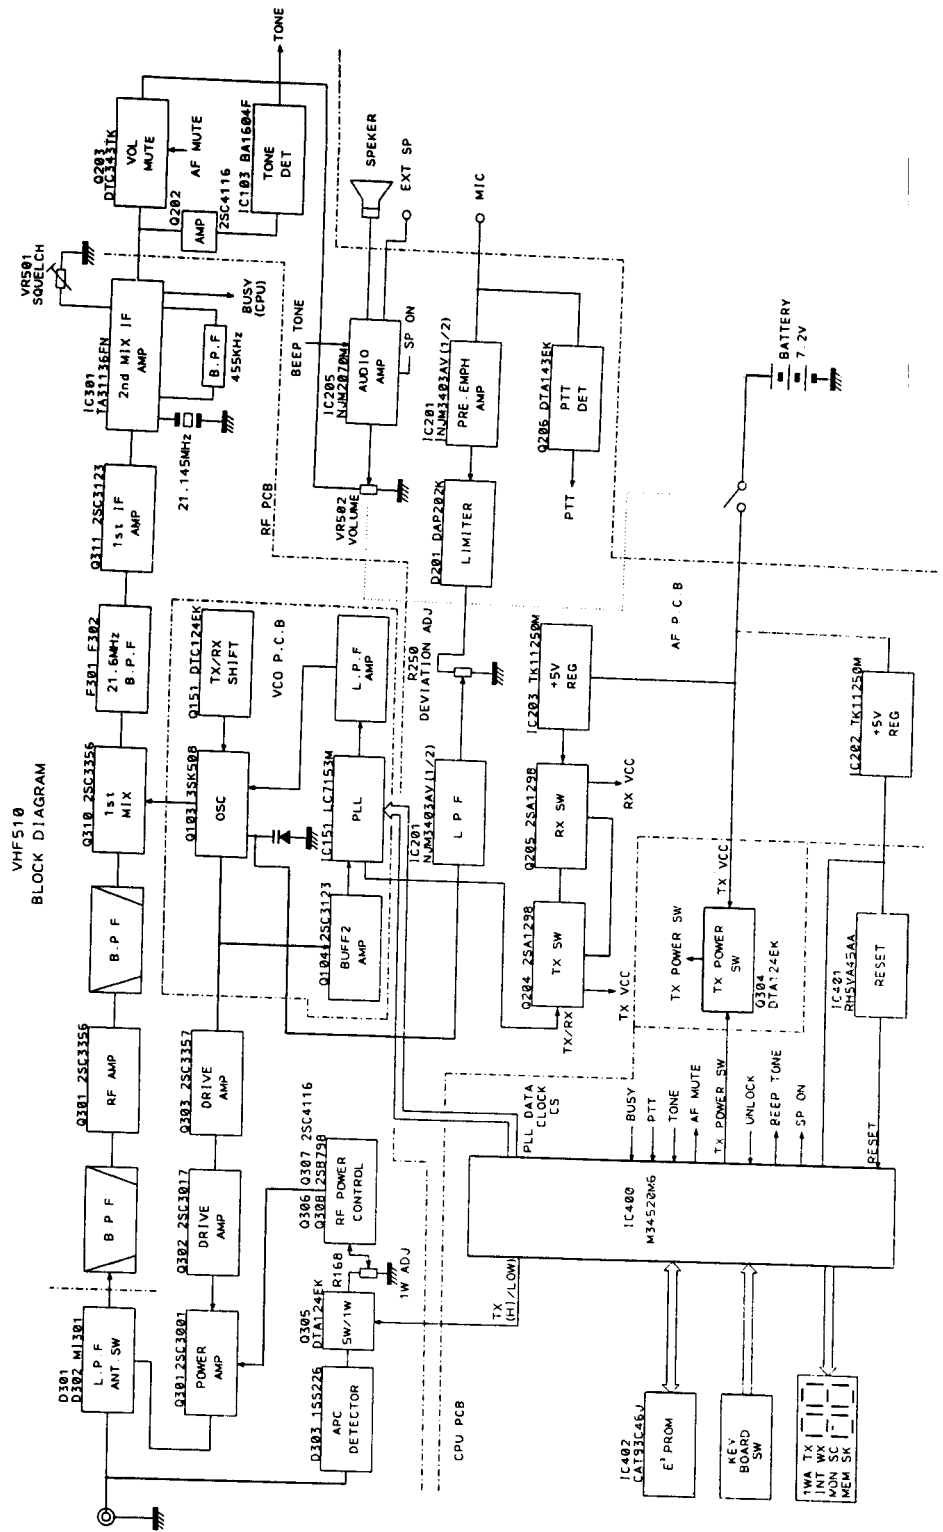 VHF510
BLOCK DIAGRAM
D301
D302 MI301
L.P.F
ANT.SW
B.P.F
Q301 2SC3356
RF AMP
B.P.F
Q310 2SC3356
1st
MIX
F301 F302
21.6MHz
B.P.F
Q311 2SC3123
1st IF
AMP
IC301
TA31136FN
2nd MIX IF
AMP
VR501
SQUELCH
21.145MHz
B.P.F
455KHz
BUSY
(CPU)
Q203
DTC343TK
VOL
MUTE
AF MUTE
Q202
AMP
2SC4116
IC103 BA1604F
TONE
DET
TONE
Q301 2SC3001
POWER
AMP
Q302 2SC3017
DRIVE
AMP
Q303 2SC3357
DRIVE
AMP
Q103 3SK508
OSC
Q151 DTC124EK
TX/RX
SHIFT
VCO P.C.B
RF PCB
Q104 2SC3123
BUFF2
AMP
IC151 LC7153M
PLL
L.P.F
AMP
D303 1SS226
APC
DETECTOR
Q305
DTA124EK
SW/1W
R168
1W ADJ
Q306 Q307 2SC4116
Q308 2SB798
RF POWER
CONTROL
BEEP TONE
IC205
NJM2070M
AUDIO
AMP
SP ON
SPEKER
EXT SP
VR502
VOLUME
IC201
NJM3403AV(1/2)
L P F
R250
DEVIATION ADJ
D201 DAP202K
LIMITER
IC201
NJM3403AV(1/2)
PRE.EMPH
AMP
MIC
Q206 DTA143EK
PTT
DET
PTT
CPU PCB
TX
(HI/LOW)
PLL DATA
CLOCK
CS
TX/RX
Q204 2SA1298
TX SW
TX VCC
Q205 2SA1298
RX SW
RX VCC
IC203 TK11250M
+5V
REG
AF P.C.B
BATTERY
7.2V
IC400
M34520M6
BUSY
PTT
TONE
AF MUTE
TX POWER SW
UNLOCK
BEEP TONE
SP ON
RESET
TX POWER SW
TX POWER
SW
TX VCC
Q304
DTA124EK
IC202 TK11250M
+5V
REG
IC401
RH5VA45AA
RESET
IC402
CAT93C46J
E² PROM
KEY
BOARD
SW
1WA TX
INT WX
MON SC
MEM SK